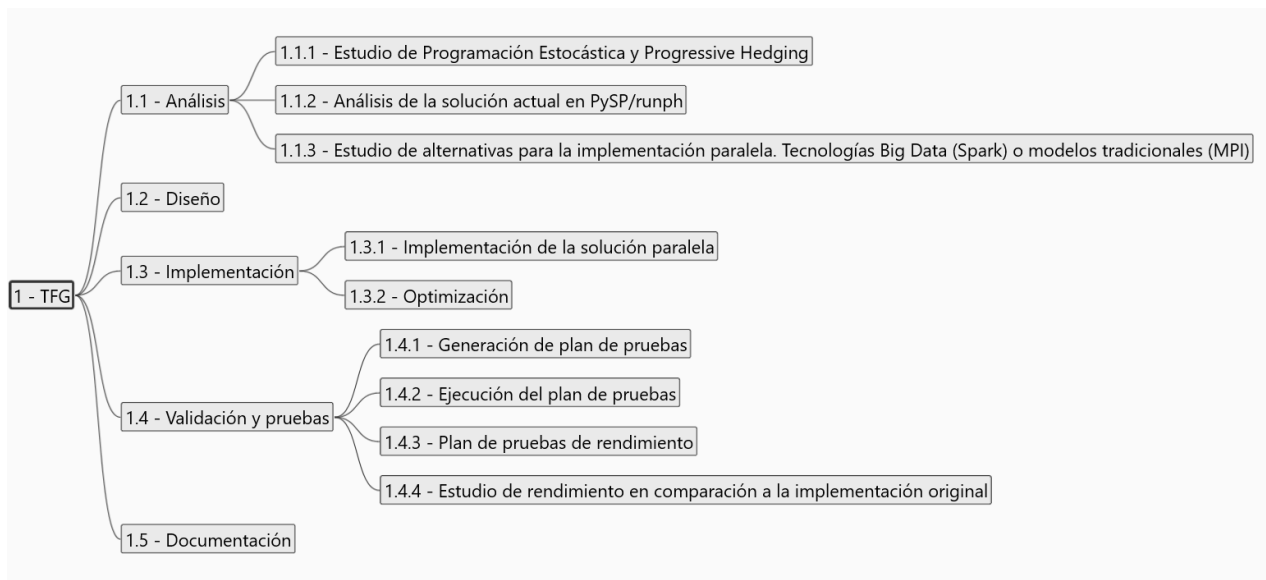 1 - TFG
1.1 - Análisis
1.1.1 - Estudio de Programación Estocástica y Progressive Hedging
1.1.2 - Análisis de la solución actual en PySP/runph
1.1.3 - Estudio de alternativas para la implementación paralela. Tecnologías Big Data (Spark) o modelos tradicionales (MPI)
1.2 - Diseño
1.3 - Implementación
1.3.1 - Implementación de la solución paralela
1.3.2 - Optimización
1.4 - Validación y pruebas
1.4.1 - Generación de plan de pruebas
1.4.2 - Ejecución del plan de pruebas
1.4.3 - Plan de pruebas de rendimiento
1.4.4 - Estudio de rendimiento en comparación a la implementación original
1.5 - Documentación